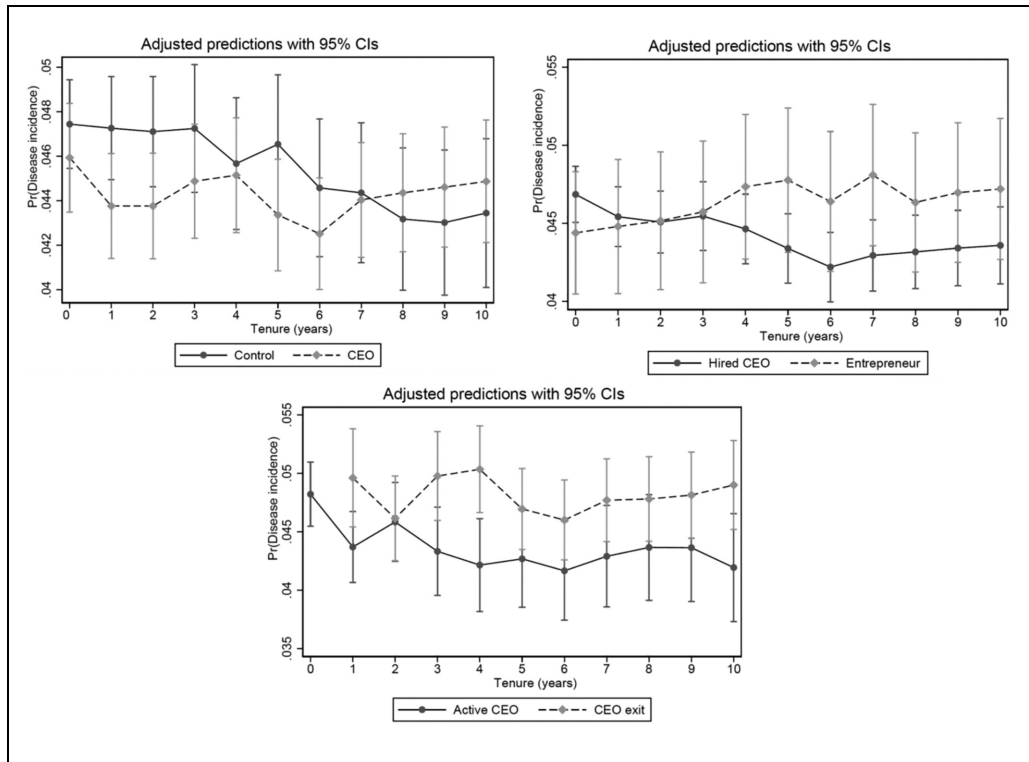 Adjusted predictions with 95% CIs
Pr(Disease incidence)
.05
.048
.046
.044
.042
.04
0 1 2 3 4 5 6 7 8 9 10
Tenure (years)
Control CEO
Adjusted predictions with 95% CIs
Pr(Disease incidence)
.055
.05
.045
.04
0 1 2 3 4 5 6 7 8 9 10
Tenure (years)
Hired CEO Entrepreneur
Adjusted predictions with 95% CIs
Pr(Disease incidence)
.055
.05
.045
.04
.035
0 1 2 3 4 5 6 7 8 9 10
Tenure (years)
Active CEO CEO exit